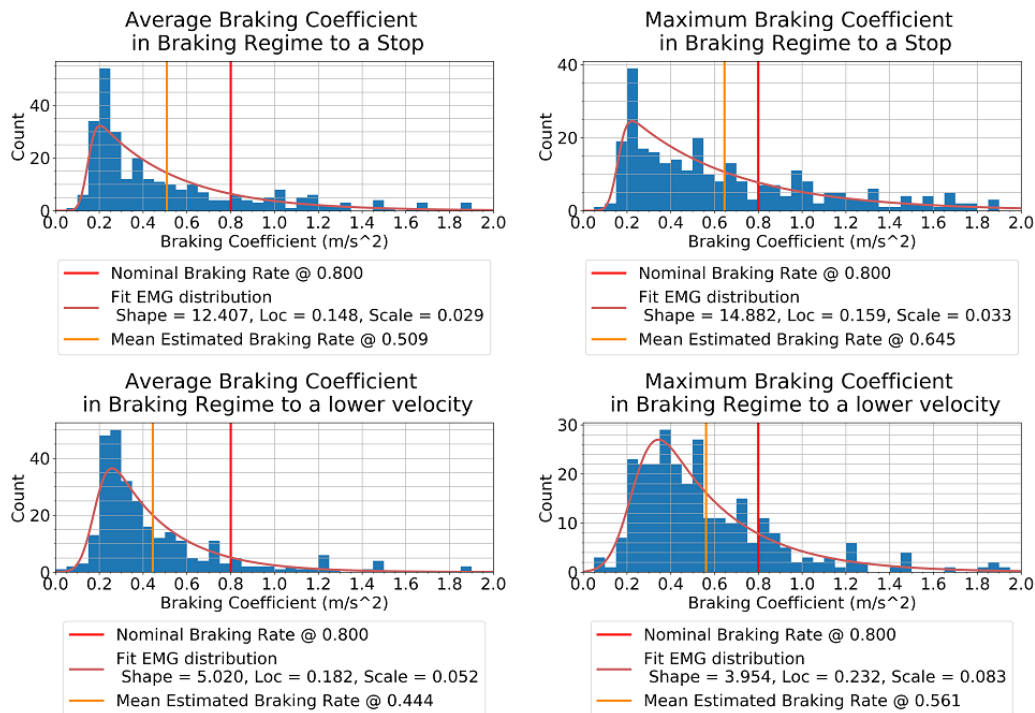 Average Braking Coefficient
in Braking Regime to a Stop
Count
40
20
0
0.0 0.2 0.4 0.6 0.8 1.0 1.2 1.4 1.6 1.8 2.0
Braking Coefficient (m/s^2)
Nominal Braking Rate @ 0.800
Fit EMG distribution
Shape = 12.407, Loc = 0.148, Scale = 0.029
Mean Estimated Braking Rate @ 0.509
Maximum Braking Coefficient
in Braking Regime to a Stop
Count
40
20
0
0.0 0.2 0.4 0.6 0.8 1.0 1.2 1.4 1.6 1.8 2.0
Braking Coefficient (m/s^2)
Nominal Braking Rate @ 0.800
Fit EMG distribution
Shape = 14.882, Loc = 0.159, Scale = 0.033
Mean Estimated Braking Rate @ 0.645
Average Braking Coefficient
in Braking Regime to a lower velocity
Count
40
20
0
0.0 0.2 0.4 0.6 0.8 1.0 1.2 1.4 1.6 1.8 2.0
Braking Coefficient (m/s^2)
Nominal Braking Rate @ 0.800
Fit EMG distribution
Shape = 5.020, Loc = 0.182, Scale = 0.052
Mean Estimated Braking Rate @ 0.444
Maximum Braking Coefficient
in Braking Regime to a lower velocity
Count
30
20
10
0
0.0 0.2 0.4 0.6 0.8 1.0 1.2 1.4 1.6 1.8 2.0
Braking Coefficient (m/s^2)
Nominal Braking Rate @ 0.800
Fit EMG distribution
Shape = 3.954, Loc = 0.232, Scale = 0.083
Mean Estimated Braking Rate @ 0.561